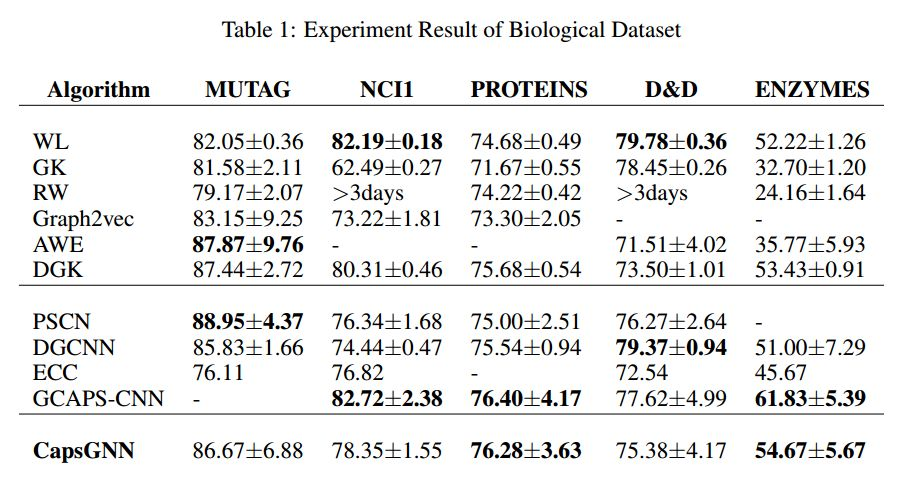 Table 1: Experiment Result of Biological Dataset
Algorithm MUTAG NCI1 PROTEINS D&D ENZYMES
WL 82.05±0.36 82.19±0.18 74.68±0.49 79.78±0.36 52.22±1.26
GK 81.58±2.11 62.49±0.27 71.67±0.55 78.45±0.26 32.70±1.20
RW 79.17±2.07 >3days 74.22±0.42 >3days 24.16±1.64
Graph2vec 83.15±9.25 73.22±1.81 73.30±2.05 - -
AWE 87.87±9.76 - - 71.51±4.02 35.77±5.93
DGK 87.44±2.72 80.31±0.46 75.68±0.54 73.50±1.01 53.43±0.91
PSCN 88.95±4.37 76.34±1.68 75.00±2.51 76.27±2.64 -
DGCNN 85.83±1.66 74.44±0.47 75.54±0.94 79.37±0.94 51.00±7.29
ECC 76.11 76.82 - 72.54 45.67
GCAPS-CNN - 82.72±2.38 76.40±4.17 77.62±4.99 61.83±5.39
CapsGNN 86.67±6.88 78.35±1.55 76.28±3.63 75.38±4.17 54.67±5.67